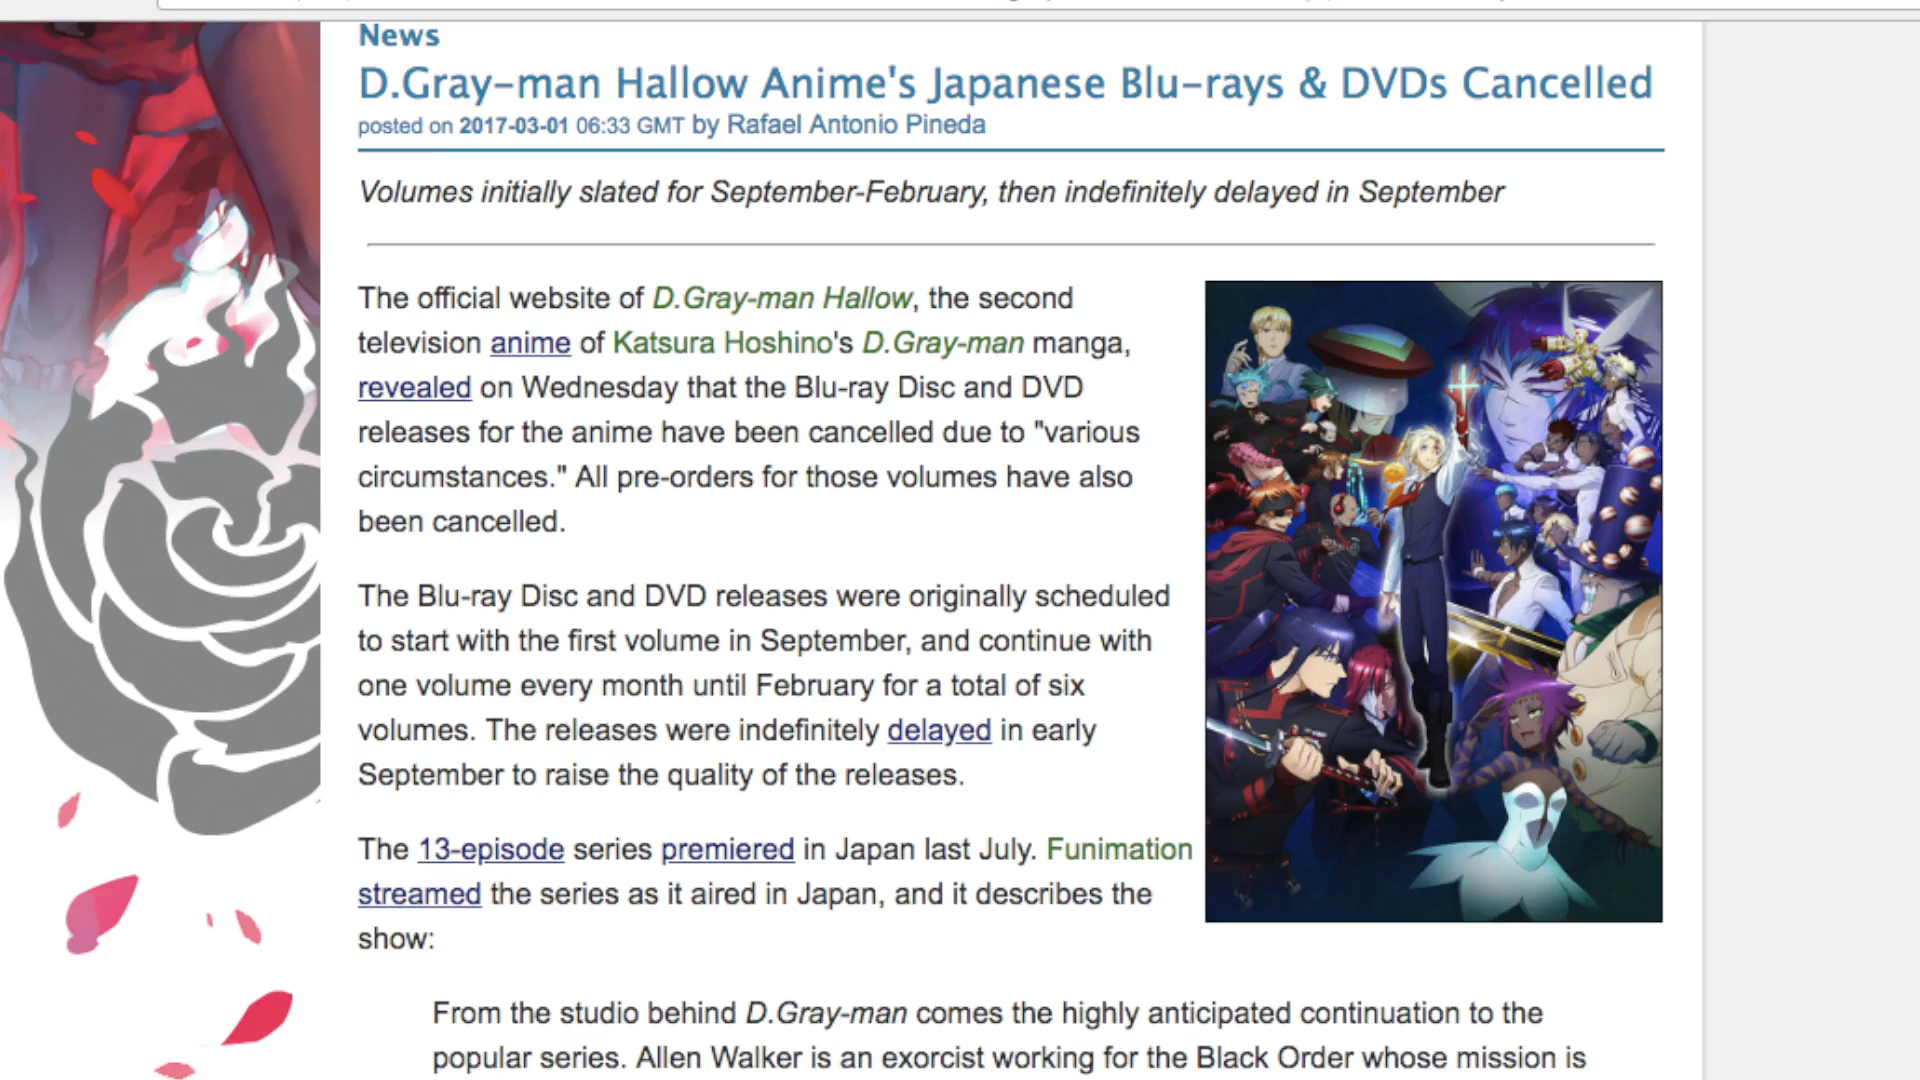 News
D.Gray-man Hallow Anime's Japanese Blu-rays & DVDs Cancelled
posted on 2017-03-01 06:33 GMT by Rafael Antonio Pineda
Volumes initially slated for September-February, then indefinitely delayed in September
The official website of D.Gray-man Hallow, the second
television anime of Katsura Hoshino's D.Gray-man manga,
revealed on Wednesday that the Blu-ray Disc and DVD
releases for the anime have been cancelled due to "various
circumstances." All pre-orders for those volumes have also
been cancelled.
The Blu-ray Disc and DVD releases were originally scheduled
to start with the first volume in September, and continue with
one volume every month until February for a total of six
volumes. The releases were indefinitely delayed in early
September to raise the quality of the releases.
The 13-episode series premiered in Japan last July. Funimation
streamed the series as it aired in Japan, and it describes the
show:
From the studio behind D.Gray-man comes the highly anticipated continuation to the
popular series. Allen Walker is an exorcist working for the Black Order whose mission is